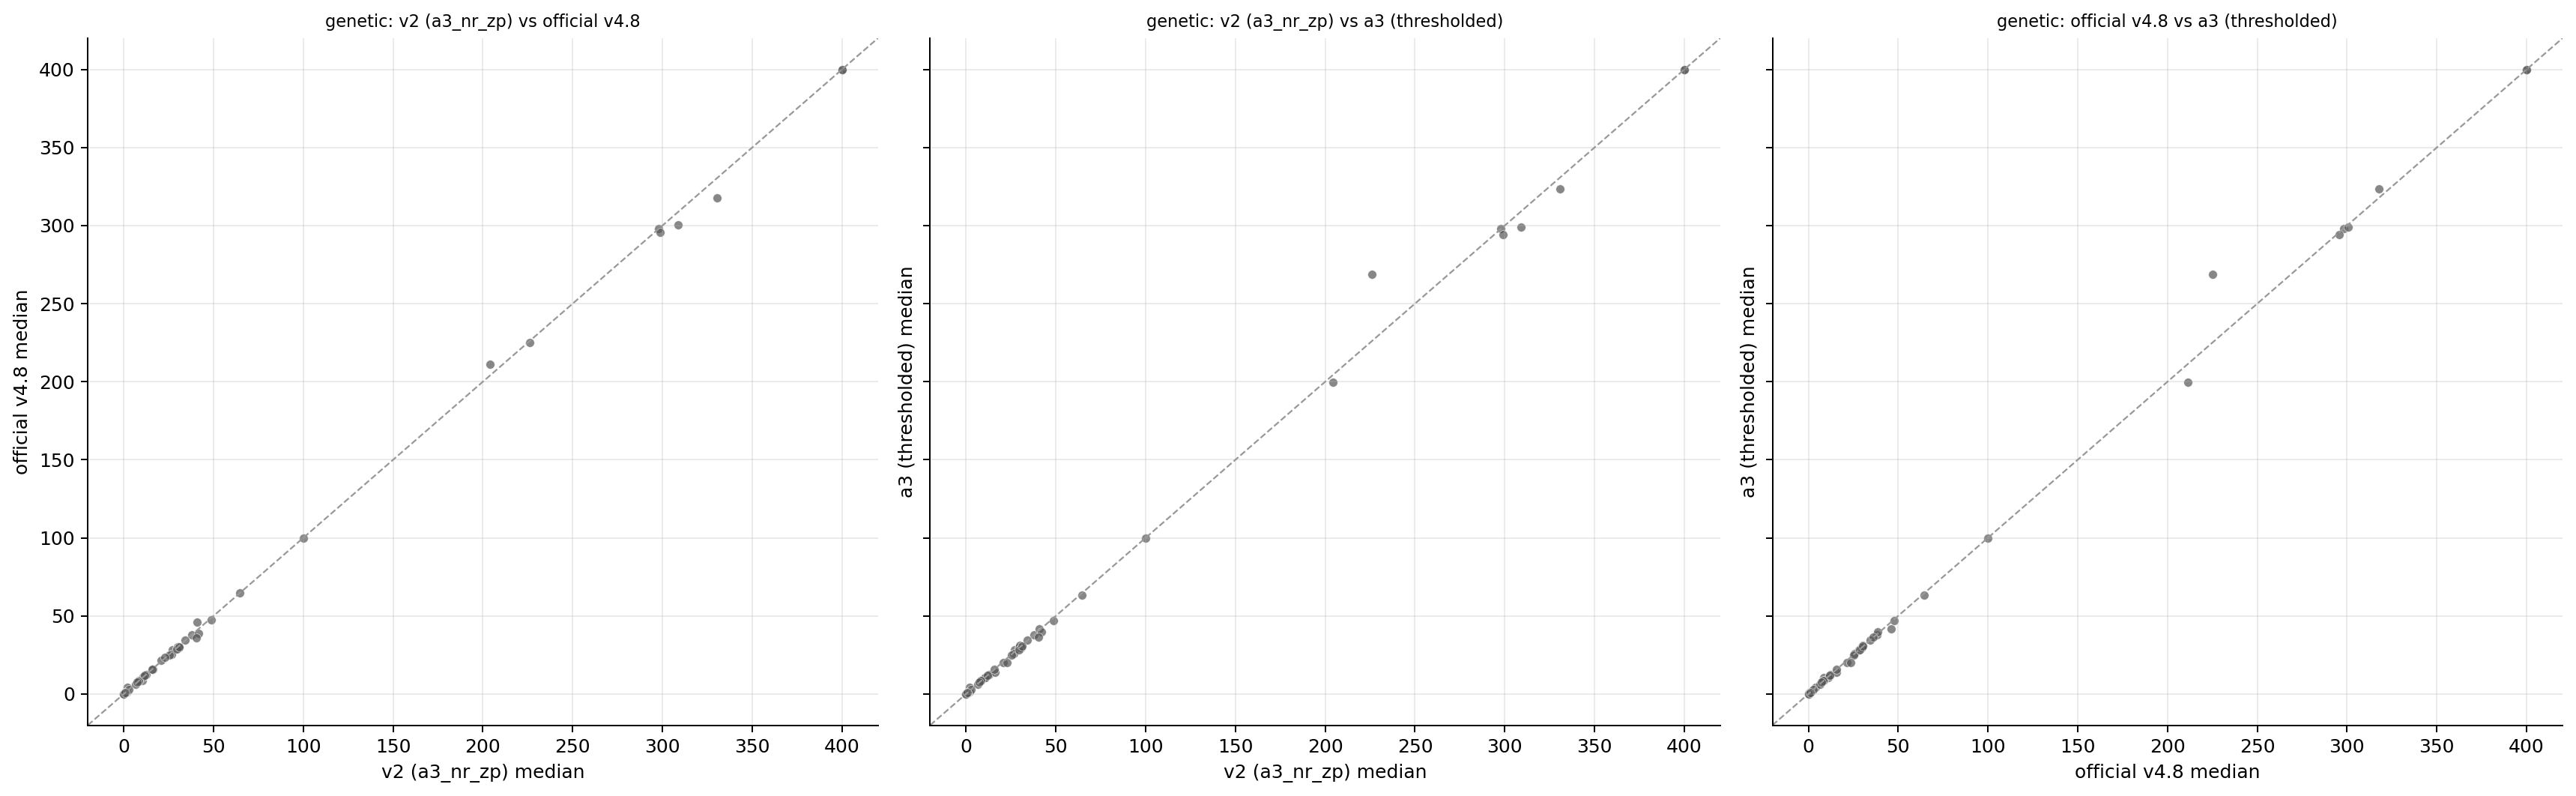 genetic: v2 (a3_nr_zp) vs official v4.8
400
350
300
250
200
150
100
50
0
official v4.8 median
0 50 100 150 200 250 300 350 400
v2 (a3_nr_zp) median
genetic: v2 (a3_nr_zp) vs a3 (thresholded)
a3 (thresholded) median
0 50 100 150 200 250 300 350 400
v2 (a3_nr_zp) median
genetic: official v4.8 vs a3 (thresholded)
a3 (thresholded) median
0 50 100 150 200 250 300 350 400
official v4.8 median